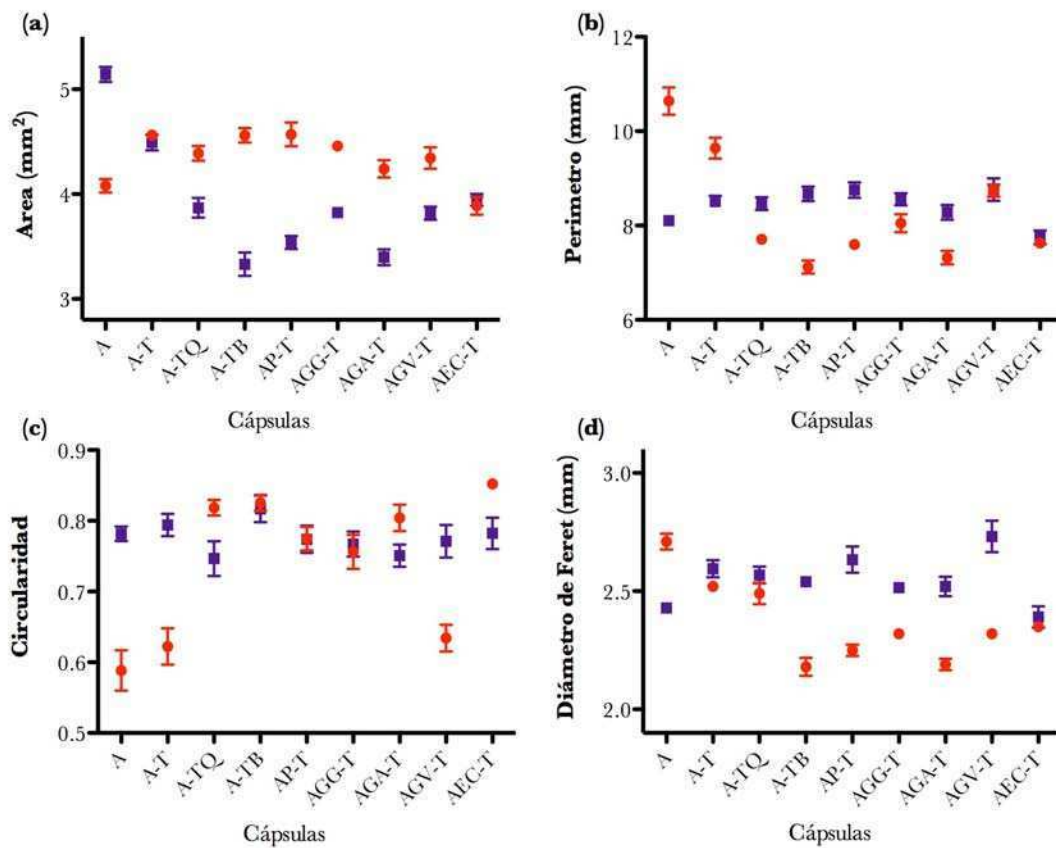 (a)
Area (mm²)
5
4
3
A
A-T
A-TQ
A-TB
AP-T
AGG-T
AGA-T
AGV-T
AEC-T
Cápsulas
(b)
Perimetro (mm)
12
10
8
6
A
A-T
A-TQ
A-TB
AP-T
AGG-T
AGA-T
AGV-T
AEC-T
Cápsulas
(c)
Circularidad
0.9
0.8
0.7
0.6
0.5
A
A-T
A-TQ
A-TB
AP-T
AGG-T
AGA-T
AGV-T
AEC-T
Cápsulas
(d)
Diámetro de Feret (mm)
3.0
2.5
2.0
A
A-T
A-TQ
A-TB
AP-T
AGG-T
AGA-T
AGV-T
AEC-T
Cápsulas